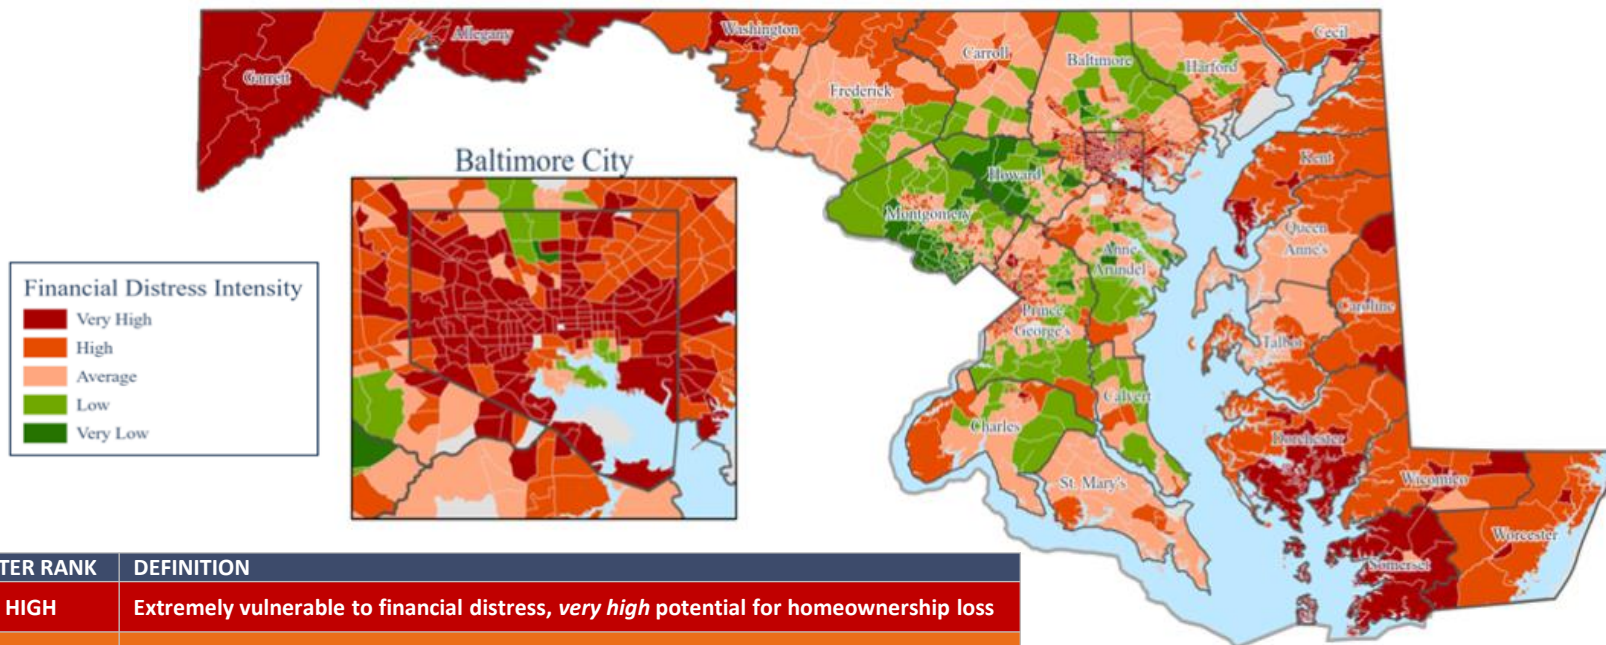 Garrett
Allegany
Washington
Frederick
Carroll
Baltimore
Harford
Cecil
Howard
Montgomery
Anne
Arundel
Prince
George's
Kent
Queen
Anne's
Caroline
Talbot
Calvert
Charles
St. Mary's
Dorchester
Wicomico
Worcester
Somerset
Baltimore City
Financial Distress Intensity
Very High
High
Average
Low
Very Low
TER RANK DEFINITION
HIGH Extremely vulnerable to financial distress, very high potential for homeownership loss